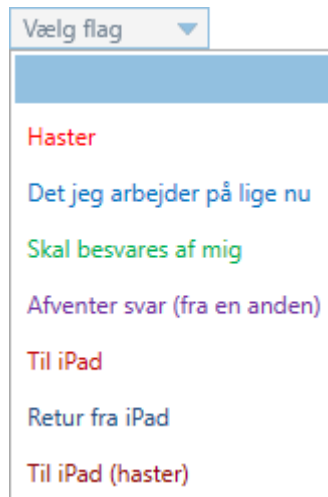 Vælg flag
Haster
Det jeg arbejder på lige nu
Skal besvares af mig
Afventer svar (fra en anden)
Til iPad
Retur fra iPad
Til iPad (haster)